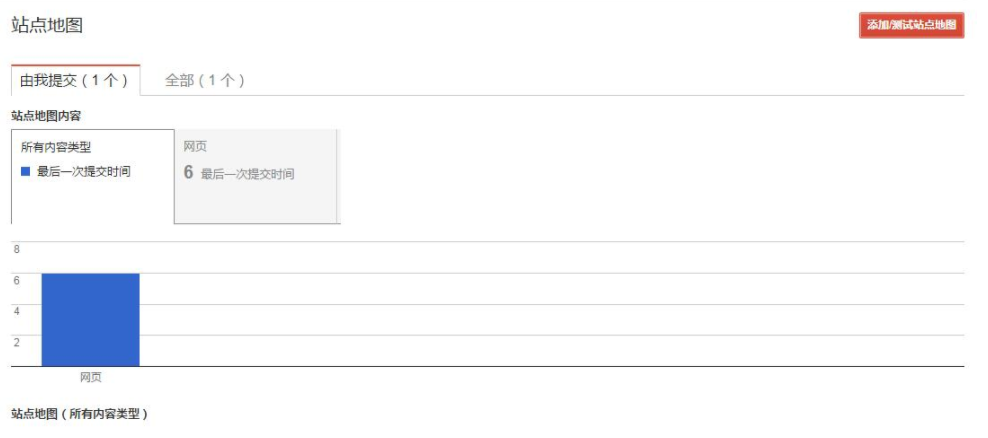 站点地图
添加/测试站点地图
由我提交 ( 1 个 )
全部 ( 1 个 )
站点地图内容
所有内容类型
最后一次提交时间
网页
6 最后一次提交时间
8
6
4
2
网页
站点地图 ( 所有内容类型 )